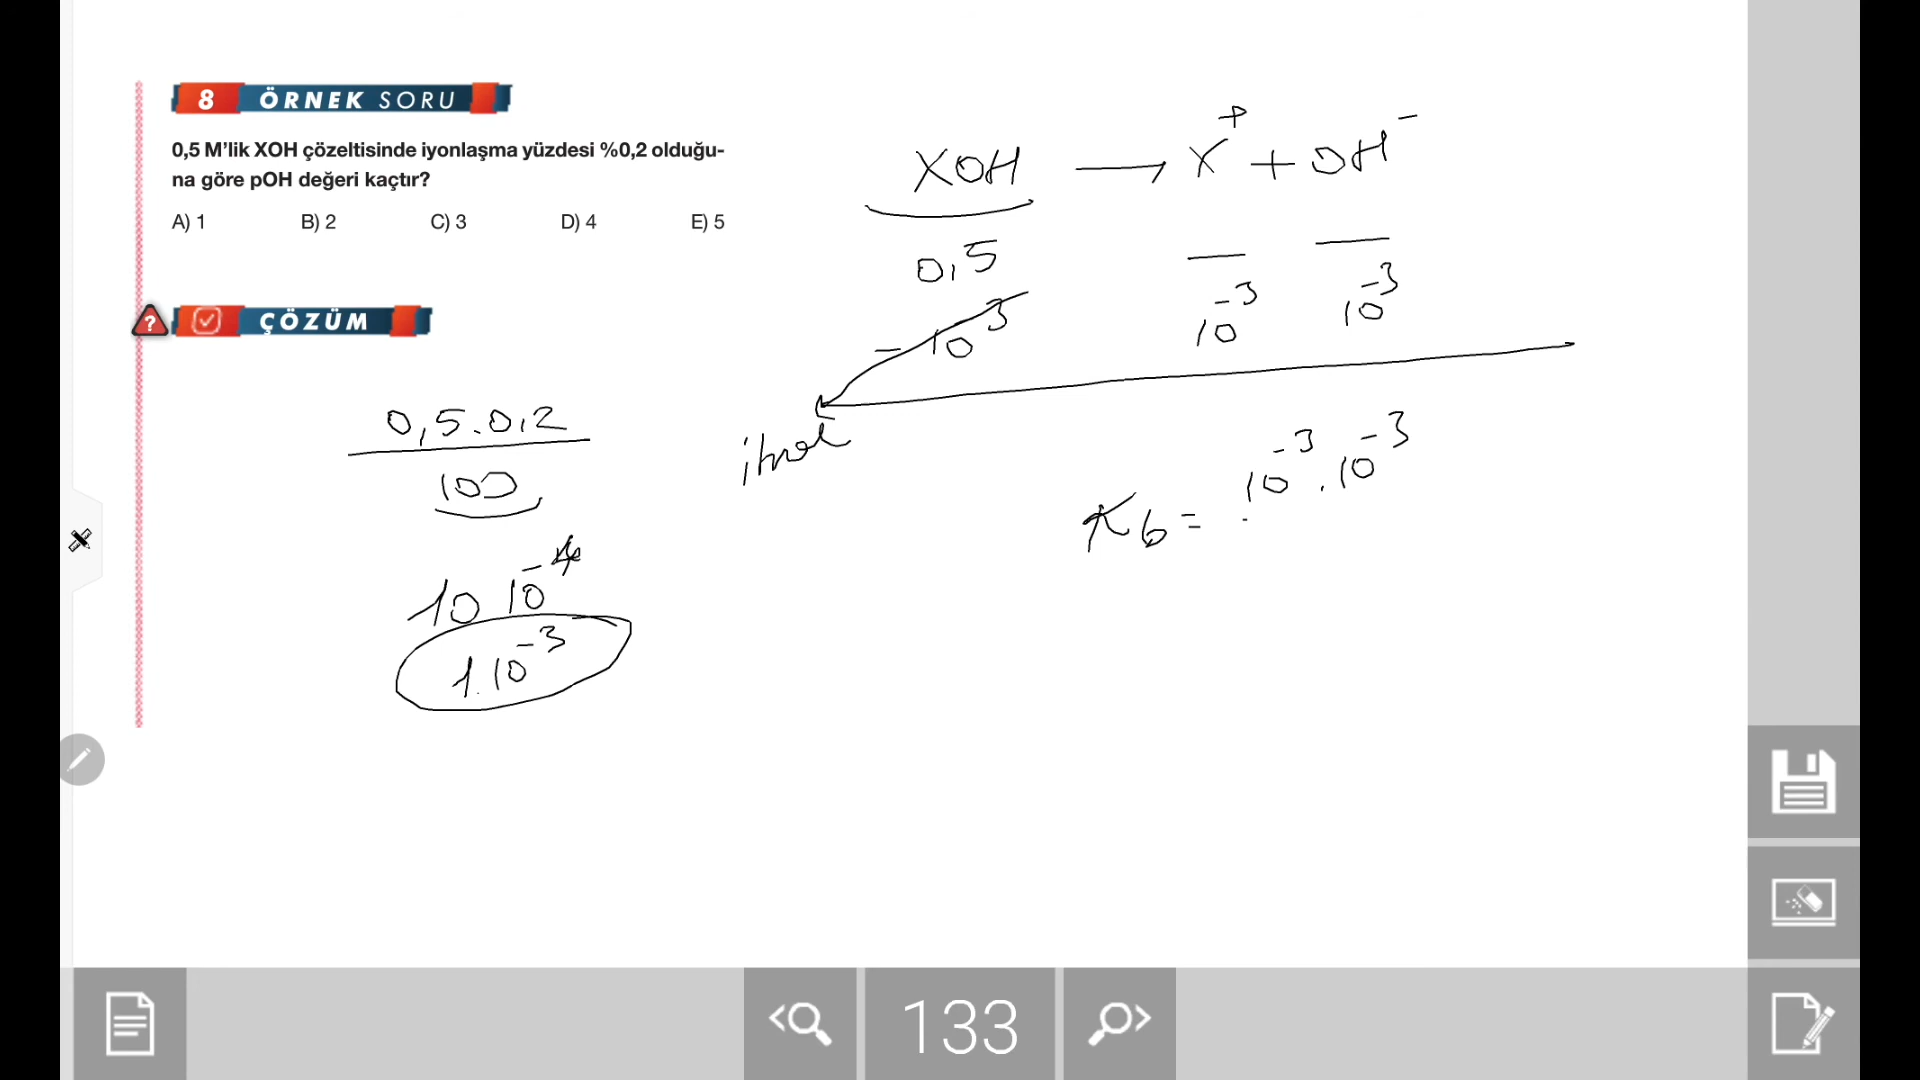 8 ÖRNEK SORU
0,5 M'lik XOH çözeltisinde iyonlaşma yüzdesi %0,2 olduğu-
na göre pOH değeri kaçtır?
A) 1 B) 2 C) 3 D) 4 E) 5
ÇÖZÜM
0,5.0,2
100
10 10⁻⁴
1.10⁻³
XOH → X⁺ + OH⁻
0,5 — —
-10⁻³ 10⁻³ 10⁻³
ihmal
Kb = 10⁻³.10⁻³
133